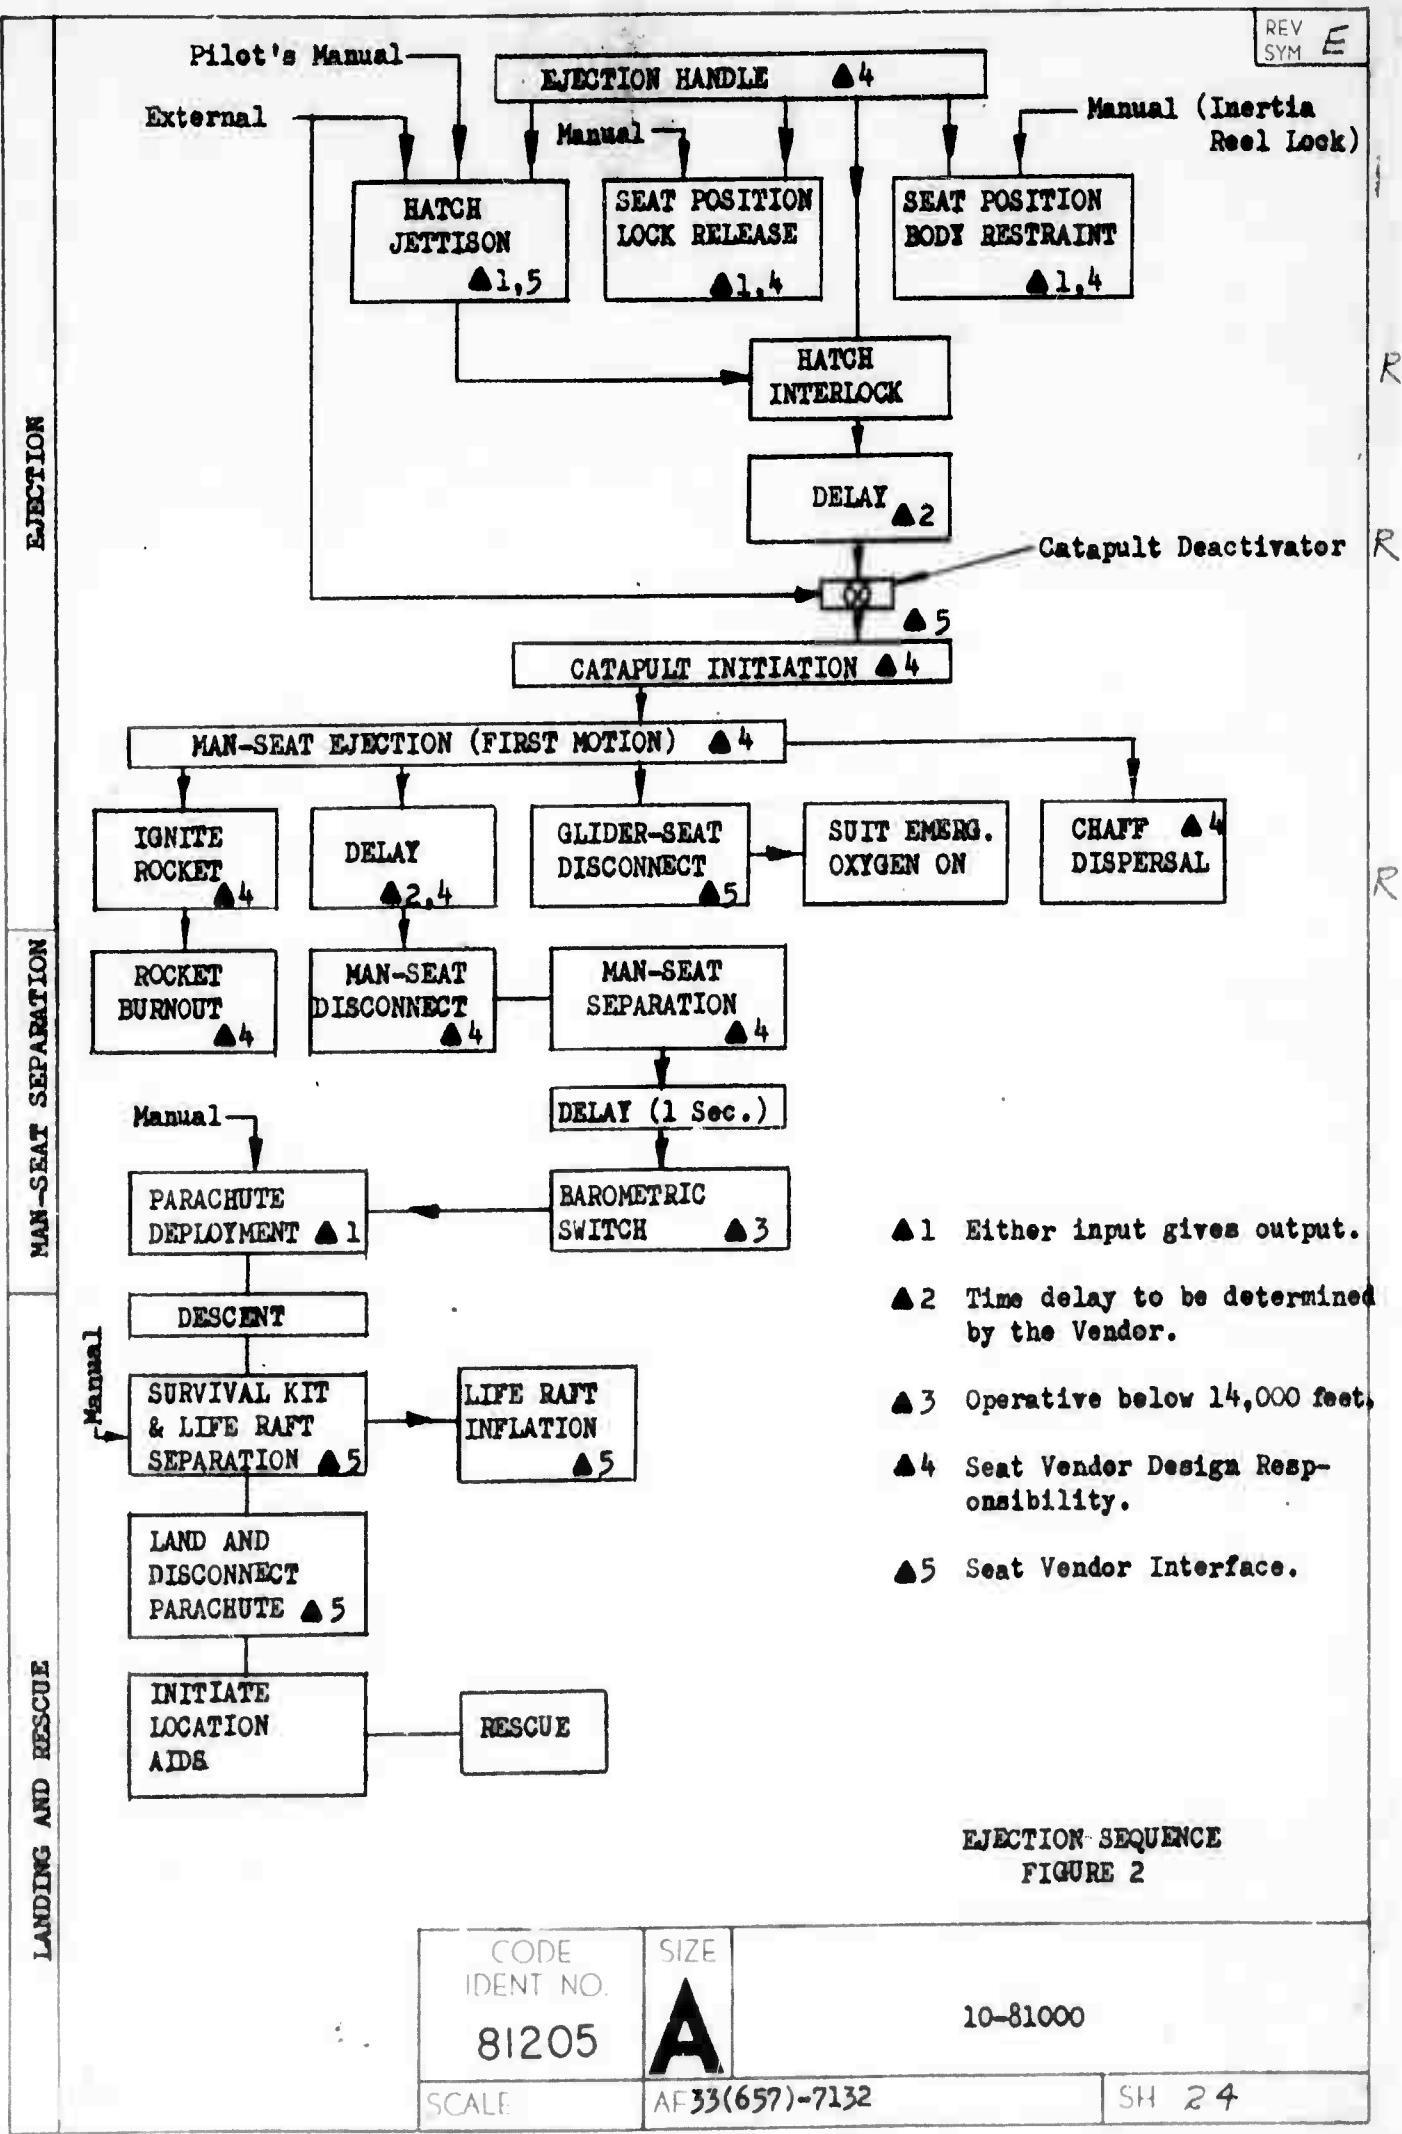 REV
SYM E
Pilot's Manual
EJECTION HANDLE ▲4
External
Manual
Manual (Inertia
Reel Lock)
HATCH
JETTISON
▲1,5
SEAT POSITION
LOCK RELEASE
▲1,4
SEAT POSITION
BODY RESTRAINT
▲1,4
HATCH
INTERLOCK
R
DELAY
▲2
Catapult Deactivator
R
▲5
CATAPULT INITIATION ▲4
EJECTION
MAN-SEAT EJECTION (FIRST MOTION) ▲4
IGNITE
ROCKET
▲4
DELAY
▲2,4
GLIDER-SEAT
DISCONNECT
▲5
SUIT EMERG.
OXYGEN ON
CHAFF ▲4
DISPERSAL
R
ROCKET
BURNOUT
▲4
MAN-SEAT
DISCONNECT
▲4
MAN-SEAT
SEPARATION
▲4
MAN-SEAT SEPARATION
DELAY (1 Sec.)
Manual
PARACHUTE
DEPLOYMENT ▲1
BAROMETRIC
SWITCH ▲3
DESCENT
Manual
SURVIVAL KIT
& LIFE RAFT
SEPARATION ▲5
LIFE RAFT
INFLATION
▲5
LAND AND
DISCONNECT
PARACHUTE ▲5
INITIATE
LOCATION
AIDS
RESCUE
LANDING AND RESCUE
▲1 Either input gives output.
▲2 Time delay to be determined
by the Vendor.
▲3 Operative below 14,000 feet.
▲4 Seat Vendor Design Resp-
onsibility.
▲5 Seat Vendor Interface.
EJECTION SEQUENCE
FIGURE 2
CODE
IDENT NO.
81205
SIZE
A
10-81000
SCALE
AF 33(657)-7132
SH 24